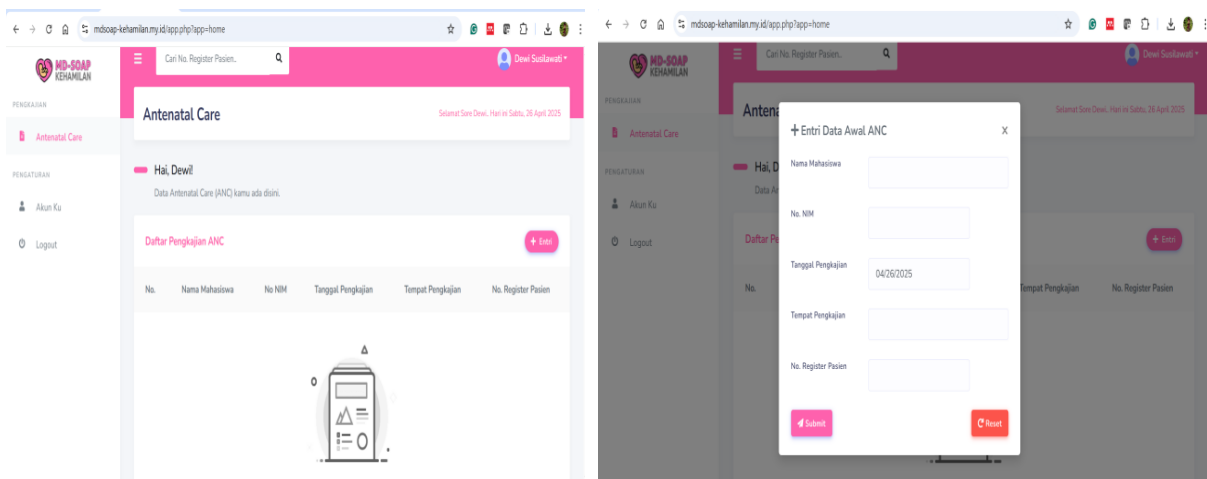 mdsoap-kehamilan.my.id/app.php?app=home
MD-SOAP
KEHAMILAN
Cari No. Register Pasien..
Dewi Susilawati
PENGKAJIAN
Antenatal Care
PENGATURAN
Akun Ku
Logout
Antenatal Care
Selamat Sore Dewi, Hari ini Sabtu, 26 April 2025
Hai, Dewi!
Data Antenatal Care (ANC) kamu ada disini.
Daftar Pengkajian ANC
+ Entri
No. Nama Mahasiswa No NIM Tanggal Pengkajian Tempat Pengkajian No. Register Pasien
mdsoap-kehamilan.my.id/app.php?app=home
MD-SOAP
KEHAMILAN
Cari No. Register Pasien..
Dewi Susilawati
PENGKAJIAN
Antenatal Care
PENGATURAN
Akun Ku
Logout
Antena
Selamat Sore Dewi, Hari ini Sabtu, 26 April 2025
Hai, D
Data An
Daftar Pe
+ Entri
No.
Tempat Pengkajian No. Register Pasien
+ Entri Data Awal ANC X
Nama Mahasiswa
No. NIM
Tanggal Pengkajian 04/26/2025
Tempat Pengkajian
No. Register Pasien
Submit
Reset